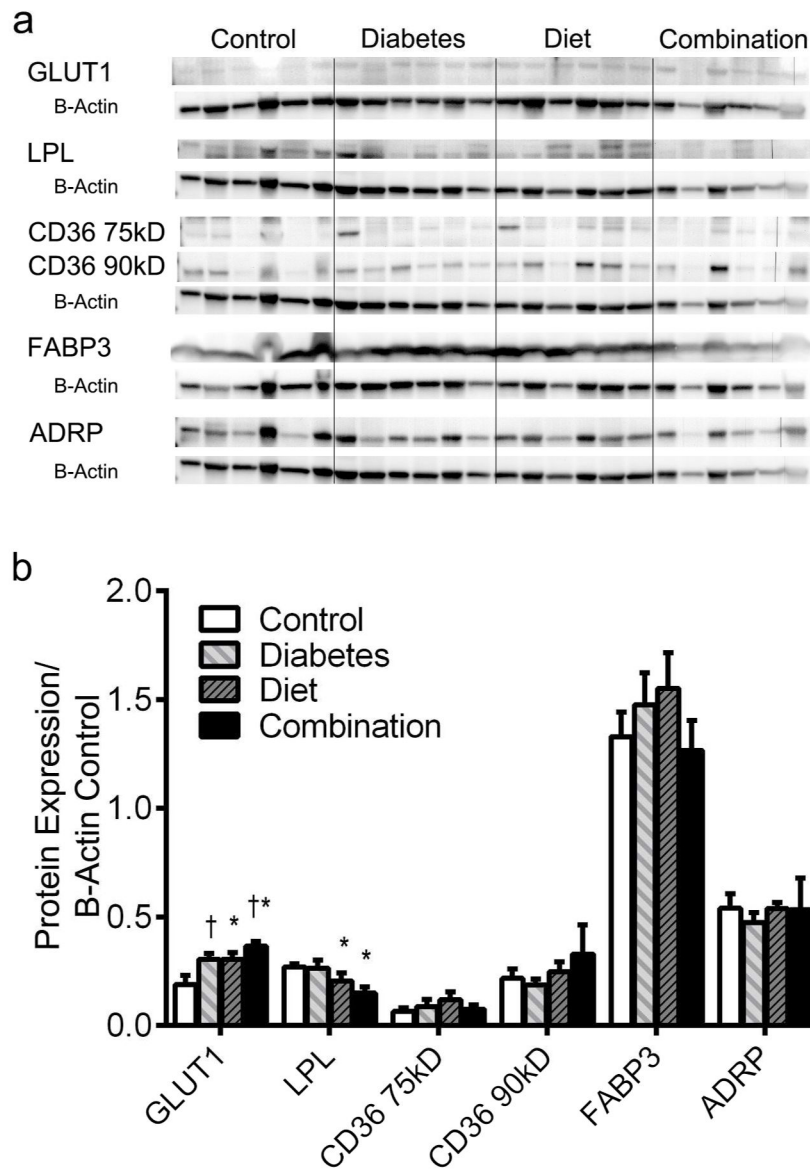 a
Control Diabetes Diet Combination
GLUT1
B-Actin
LPL
B-Actin
CD36 75kD
CD36 90kD
B-Actin
FABP3
B-Actin
ADRP
B-Actin
b
Protein Expression/
B-Actin Control
2.0
1.5
1.0
0.5
0.0
Control
Diabetes
Diet
Combination
† * †* * *
GLUT1
LPL
CD36 75kD
CD36 90kD
FABP3
ADRP